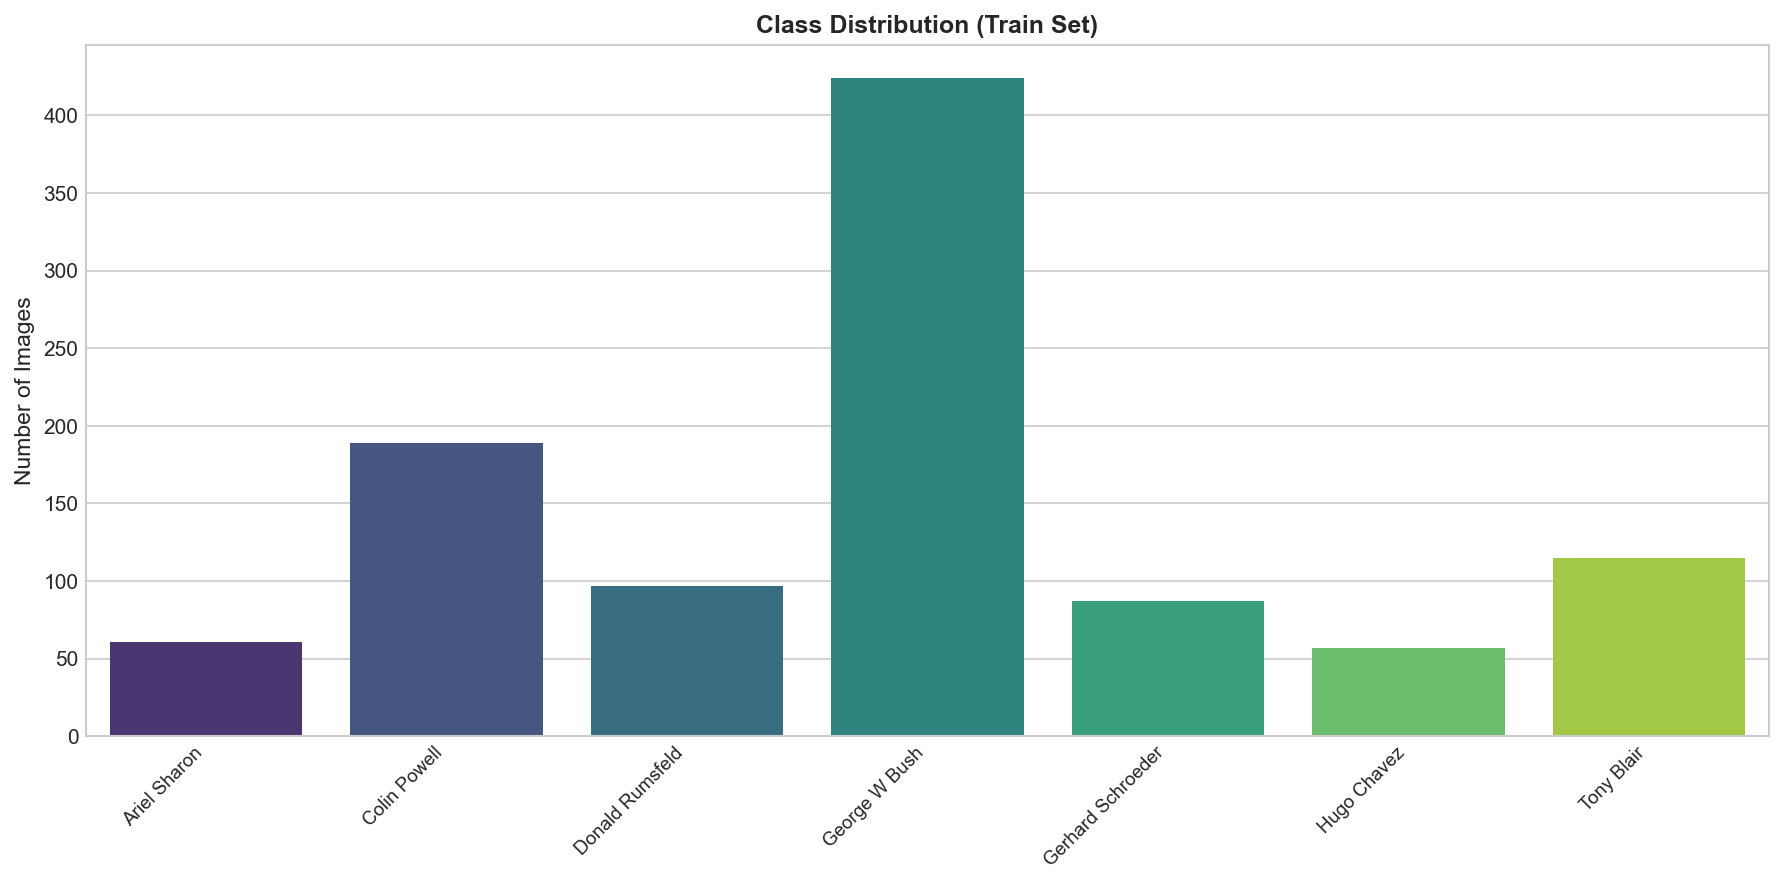 Class Distribution (Train Set)
Number of Images
400
350
300
250
200
150
100
50
0
Ariel Sharon
Colin Powell
Donald Rumsfeld
George W Bush
Gerhard Schroeder
Hugo Chavez
Tony Blair